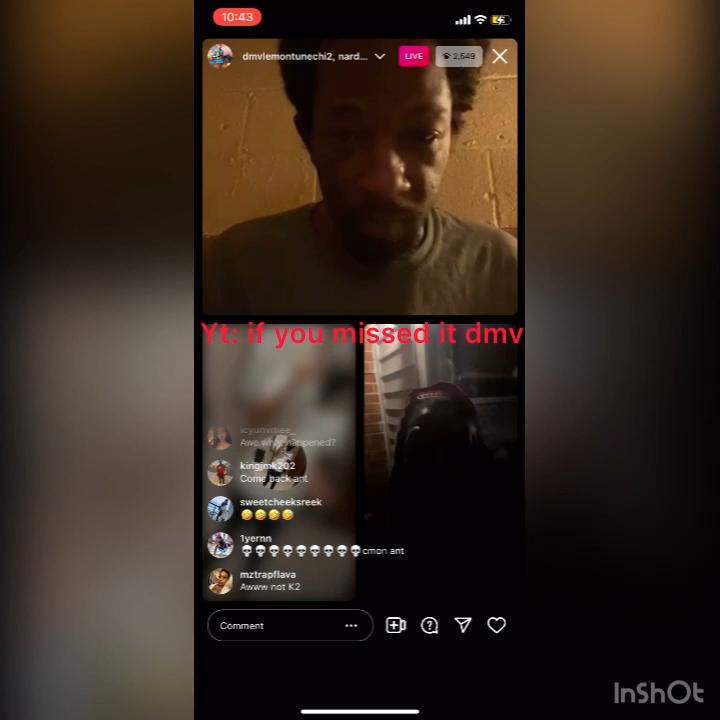 10:43
dmvlemontunechi2, nard...
LIVE
2,549
Yt: if you missed it dmv
icyunvmee_
Awe what happened?
kingjmk202
Come back ant
sweetcheeksreek
🤣🤣🤣🤣
1yernn
💀💀💀💀💀💀💀💀💀cmon ant
mztrapflava
Awww not K2
Comment
InShOt